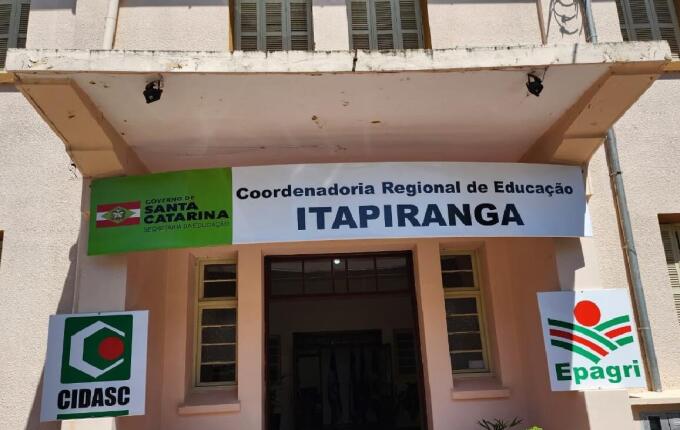 GOVERNO DE
SANTA
CATARINA
SECRETARIA DA EDUCAÇÃO
Coordenadoria Regional de Educação
ITAPIRANGA
CIDASC
Epagri